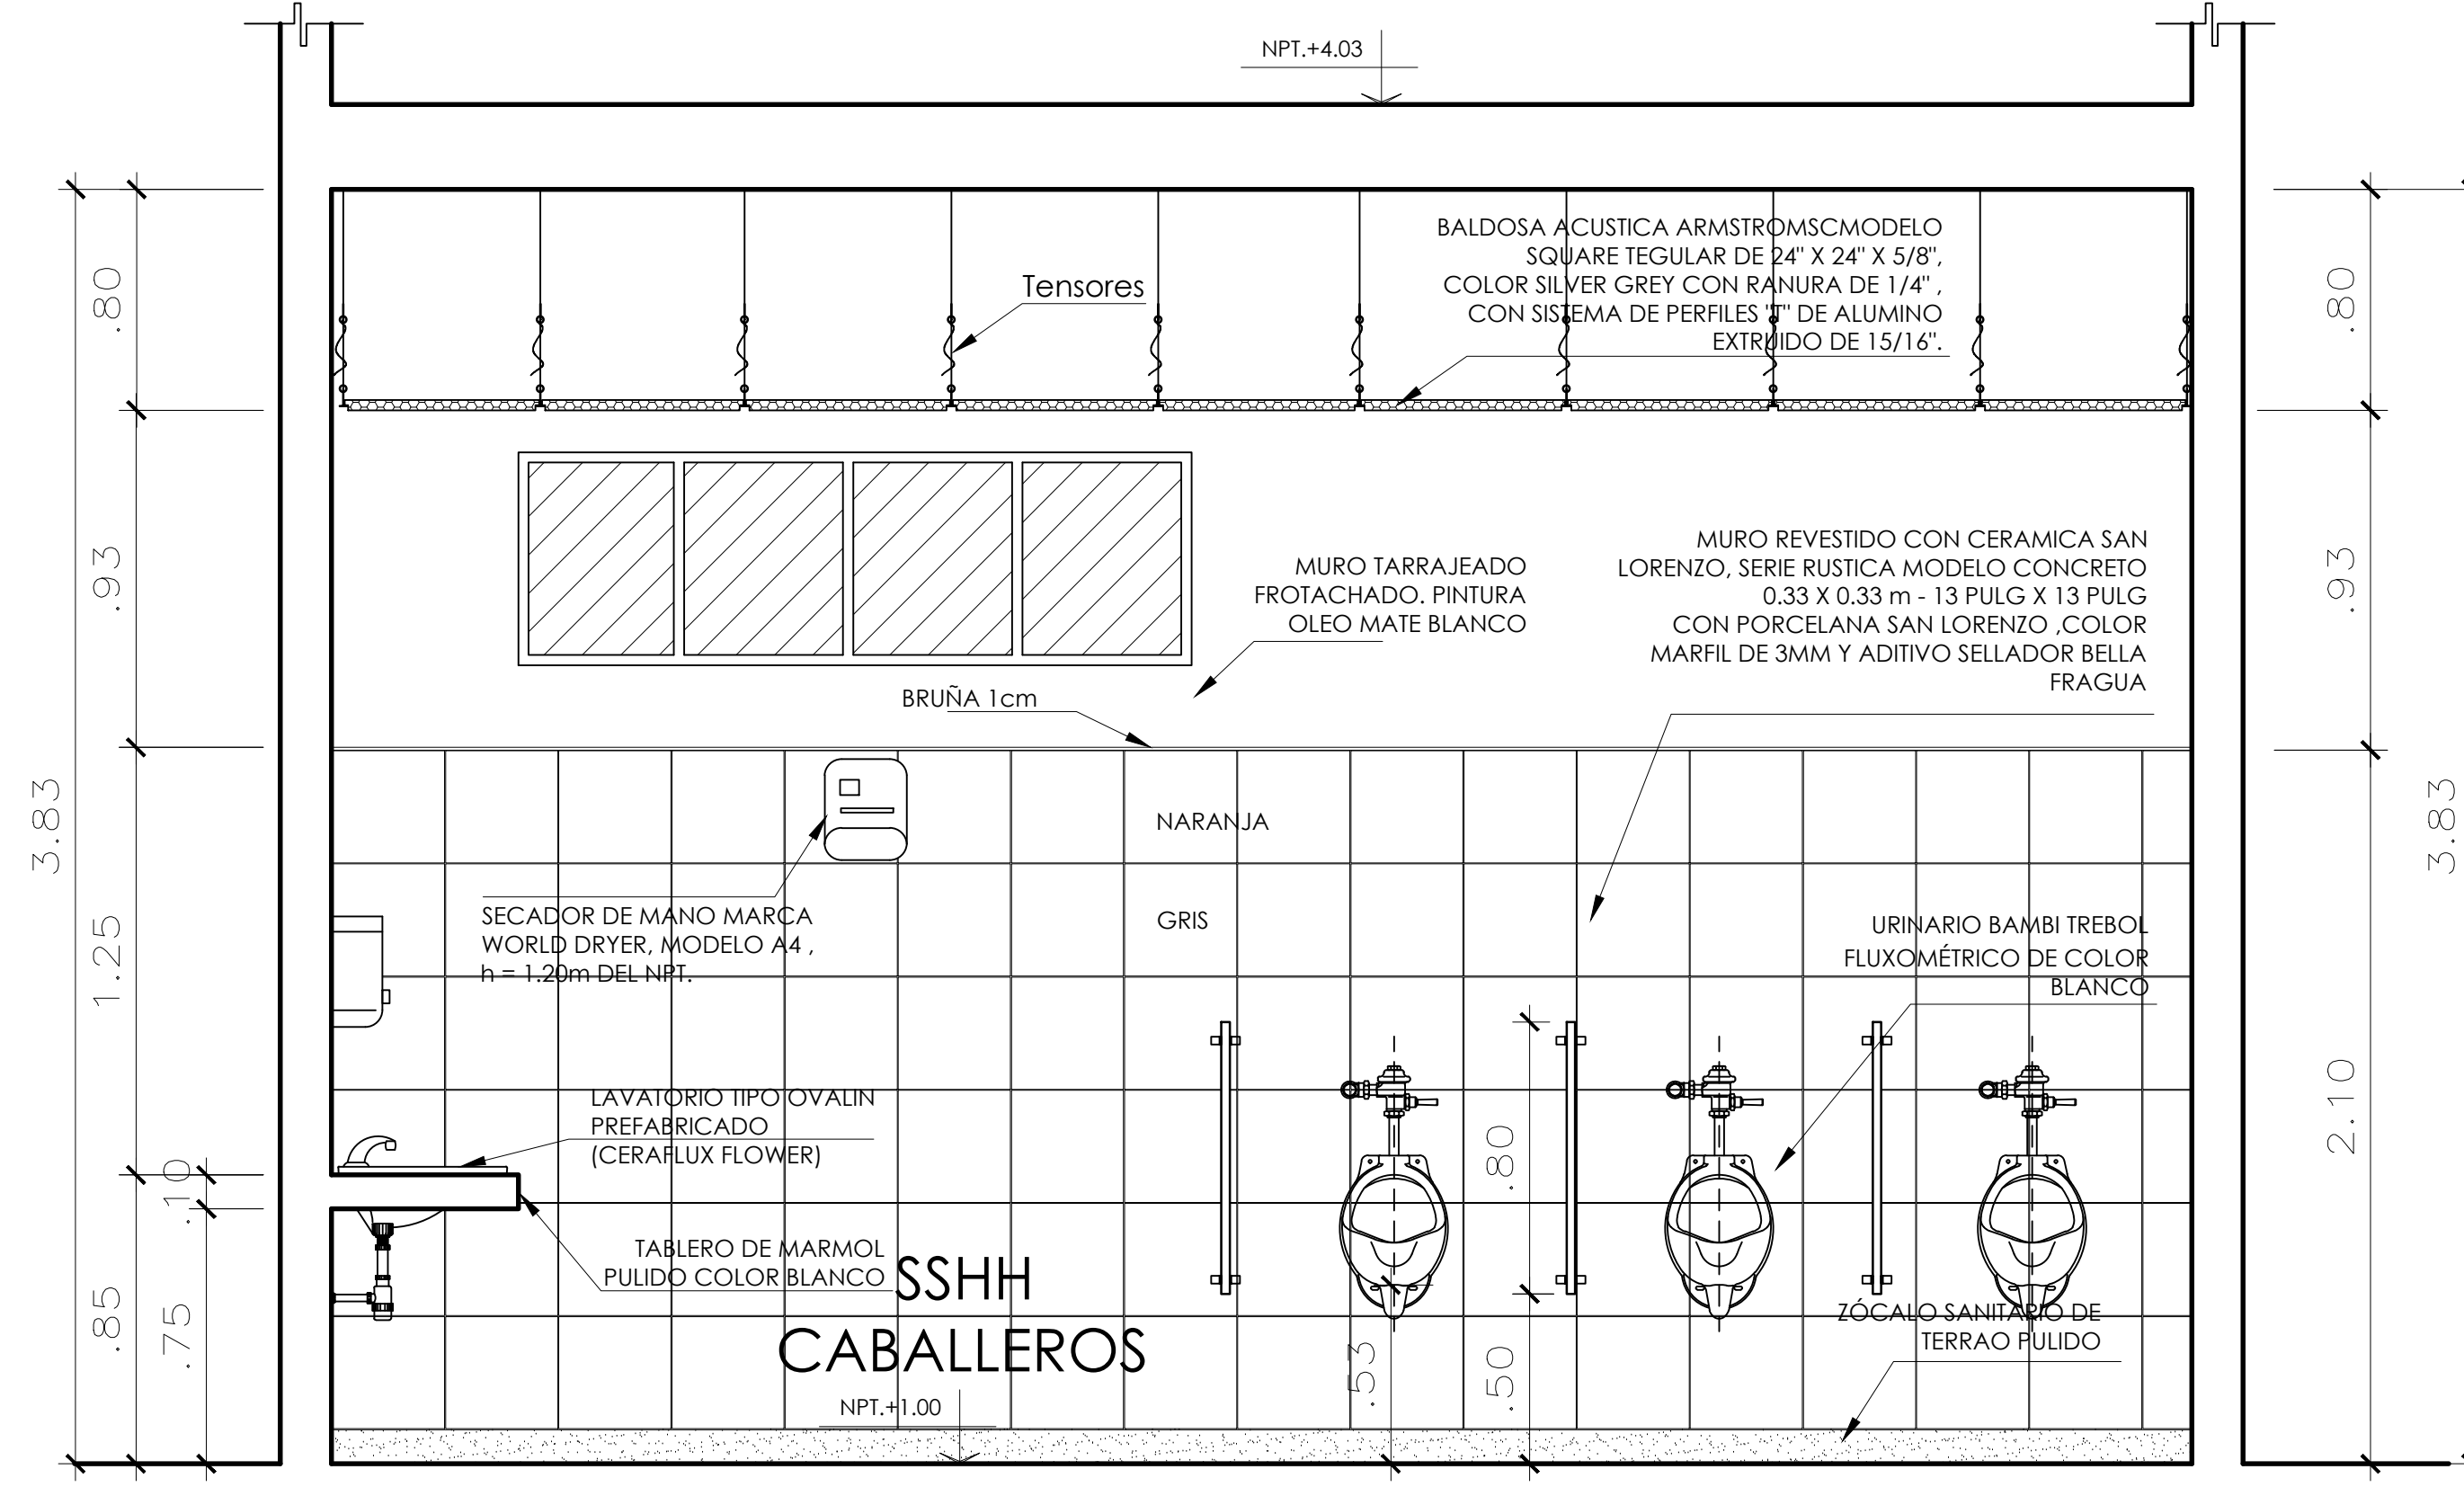 NPT.+4.03
BALDOSA ACUSTICA ARMSTROMSCMODELO
SQUARE TEGULAR DE 24" X 24" X 5/8",
COLOR SILVER GREY CON RANURA DE 1/4" ,
CON SISTEMA DE PERFILES "T" DE ALUMINO
EXTRUIDO DE 15/16".
Tensores
.80
.80
MURO TARRAJEADO
FROTACHADO. PINTURA
OLEO MATE BLANCO
MURO REVESTIDO CON CERAMICA SAN
LORENZO, SERIE RUSTICA MODELO CONCRETO
0.33 X 0.33 m - 13 PULG X 13 PULG
CON PORCELANA SAN LORENZO ,COLOR
MARFIL DE 3MM Y ADITIVO SELLADOR BELLA
FRAGUA
.93
.93
BRUÑA 1cm
3.83
3.83
NARANJA
GRIS
SECADOR DE MANO MARCA
WORLD DRYER, MODELO A4 ,
h = 1.20m DEL NPT.
1.25
URINARIO BAMBI TREBOL
FLUXOMÉTRICO DE COLOR
BLANCO
2.10
LAVATORIO TIPO OVALIN
PREFABRICADO
(CERAFLUX FLOWER)
.80
.10
TABLERO DE MARMOL
PULIDO COLOR BLANCO
SSHH
CABALLEROS
.85
.75
.53
.50
ZÓCALO SANITARIO DE
TERRAO PULIDO
NPT.+1.00